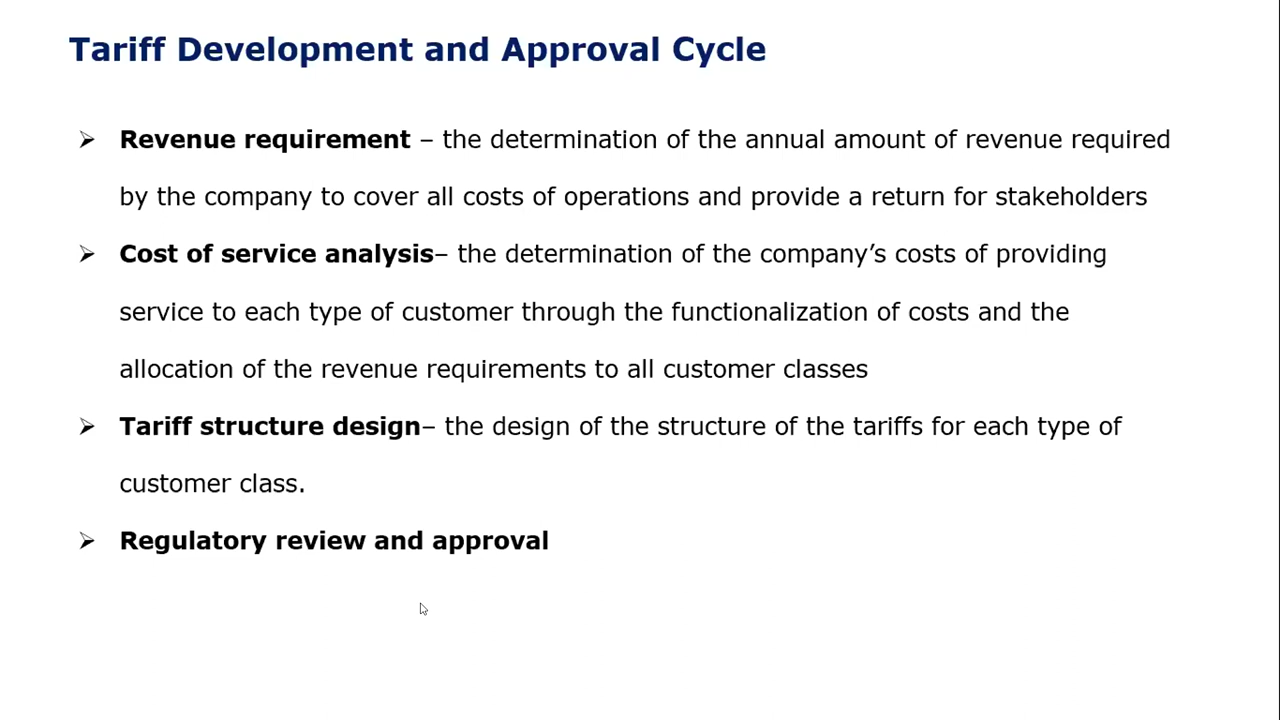 Tariff Development and Approval Cycle
➢ Revenue requirement – the determination of the annual amount of revenue required
by the company to cover all costs of operations and provide a return for stakeholders
➢ Cost of service analysis– the determination of the company’s costs of providing
service to each type of customer through the functionalization of costs and the
allocation of the revenue requirements to all customer classes
➢ Tariff structure design– the design of the structure of the tariffs for each type of
customer class.
➢ Regulatory review and approval